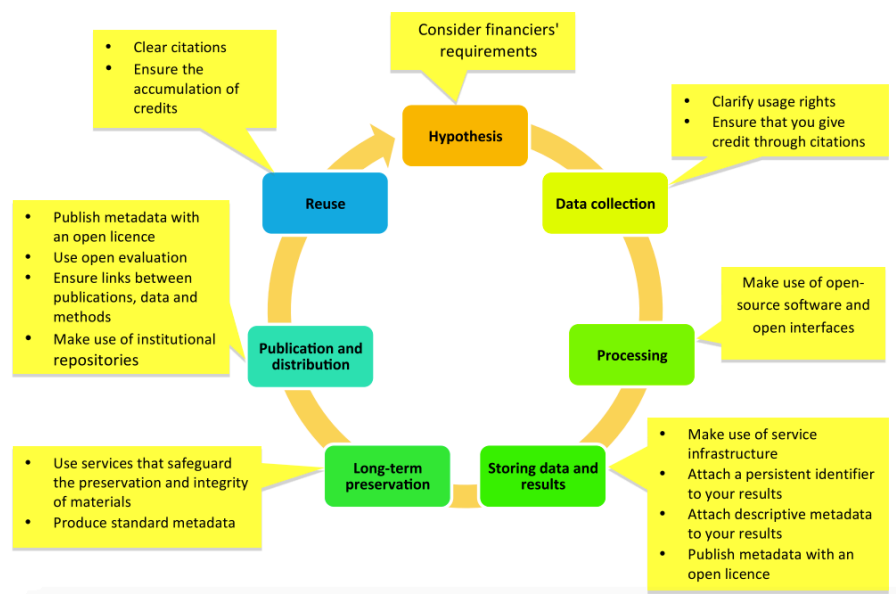 Consider financiers'
requirements
Hypothesis
• Clarify usage rights
• Ensure that you give
credit through citations
Data collection
Make use of open-
source software and
open interfaces
Processing
• Make use of service
infrastructure
• Attach a persistent identifier
to your results
• Attach descriptive metadata
to your results
• Publish metadata with an
open licence
Storing data and
results
Long-term
preservation
• Use services that safeguard
the preservation and integrity
of materials
• Produce standard metadata
Publication and
distribution
• Publish metadata with
an open licence
• Use open evaluation
• Ensure links between
publications, data and
methods
• Make use of institutional
repositories
Reuse
• Clear citations
• Ensure the
accumulation of
credits